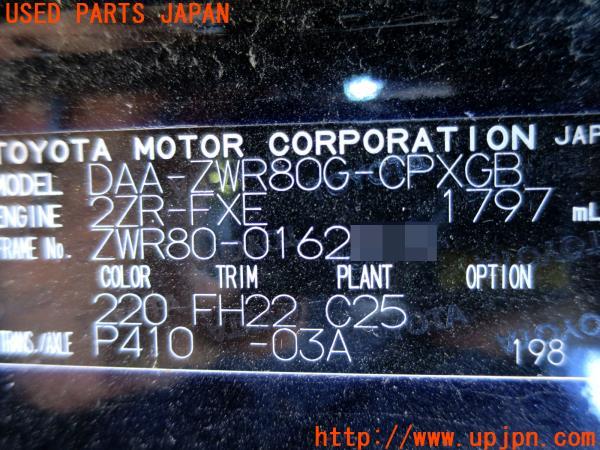 USED PARTS JAPAN
TOYOTA MOTOR CORPORATION JAP
MODEL DAA-ZWR80G-CPXGB
ENGINE 2ZR-FXE 1797 mL
FRAME No. ZWR80-0162
COLOR TRIM PLANT OPTION
220 FH22 C25
TRANS./AXLE P410 -03A 198
http://www.upjpn.com